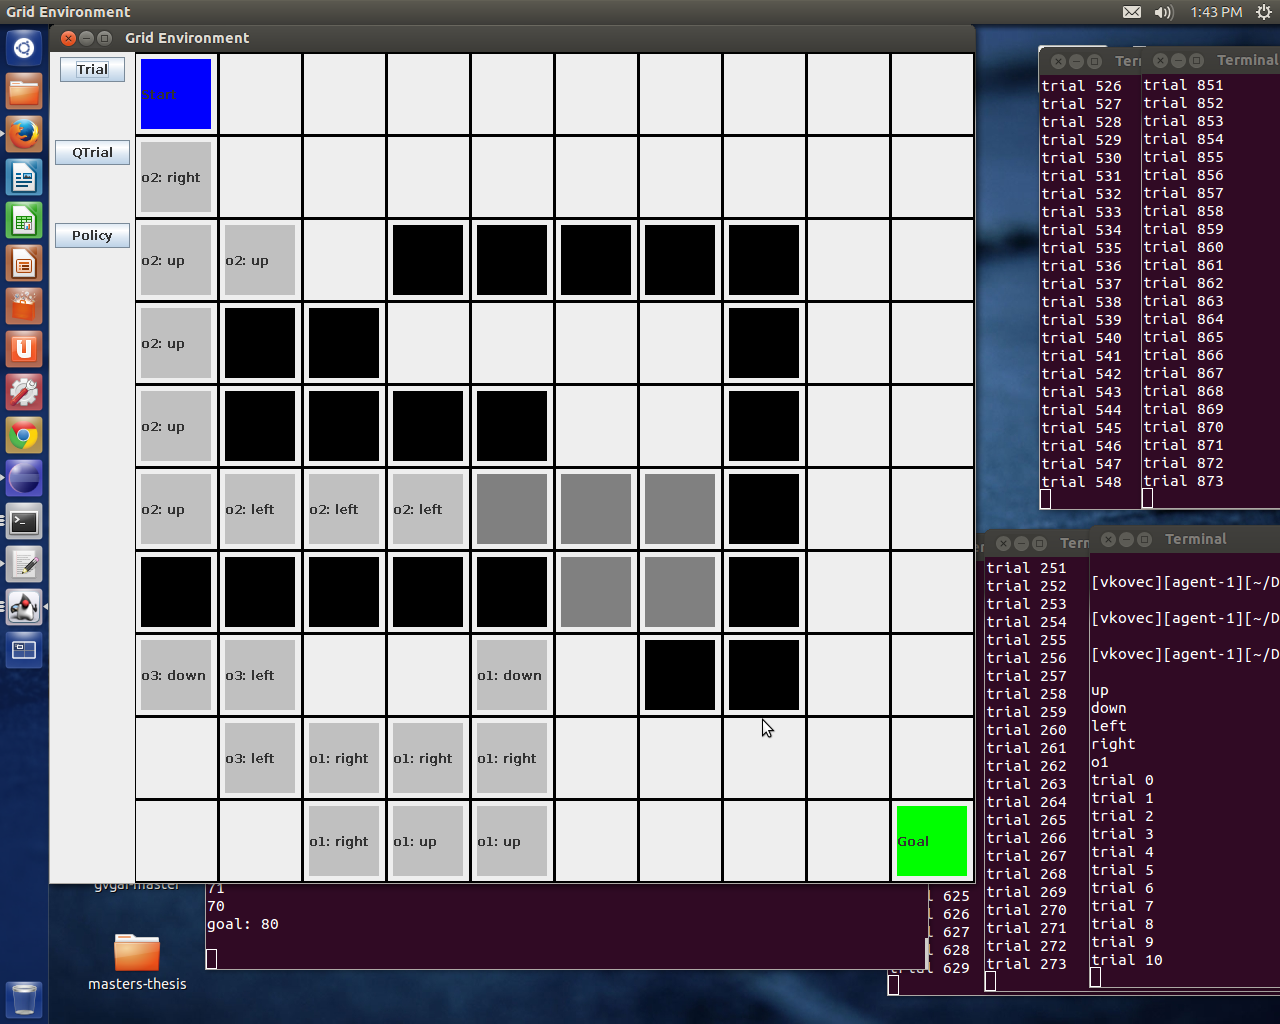 Grid Environment
1:43 PM
Grid Environment
Trial
QTrial
Policy
Start
o2: right
o2: up
o2: up
o2: up
o2: up
o2: up
o2: left
o2: left
o2: left
o3: down
o3: left
o1: down
o3: left
o1: right
o1: right
o1: right
o1: right
o1: up
o1: up
Goal
Terminal
trial 526
trial 527
trial 528
trial 529
trial 530
trial 531
trial 532
trial 533
trial 534
trial 535
trial 536
trial 537
trial 538
trial 539
trial 540
trial 541
trial 542
trial 543
trial 544
trial 545
trial 546
trial 547
trial 548
trial 851
trial 852
trial 853
trial 854
trial 855
trial 856
trial 857
trial 858
trial 859
trial 860
trial 861
trial 862
trial 863
trial 864
trial 865
trial 866
trial 867
trial 868
trial 869
trial 870
trial 871
trial 872
trial 873
trial 251
trial 252
trial 253
trial 254
trial 255
trial 256
trial 257
trial 258
trial 259
trial 260
trial 261
trial 262
trial 263
trial 264
trial 265
trial 266
trial 267
trial 268
trial 269
trial 270
trial 271
trial 272
trial 273
Terminal
[vkovec][agent-1][~/D
[vkovec][agent-1][~/D
[vkovec][agent-1][~/D
up
down
left
right
o1
trial 0
trial 1
trial 2
trial 3
trial 4
trial 5
trial 6
trial 7
trial 8
trial 9
trial 10
71
70
goal: 80
625
626
627
628
629
masters-thesis